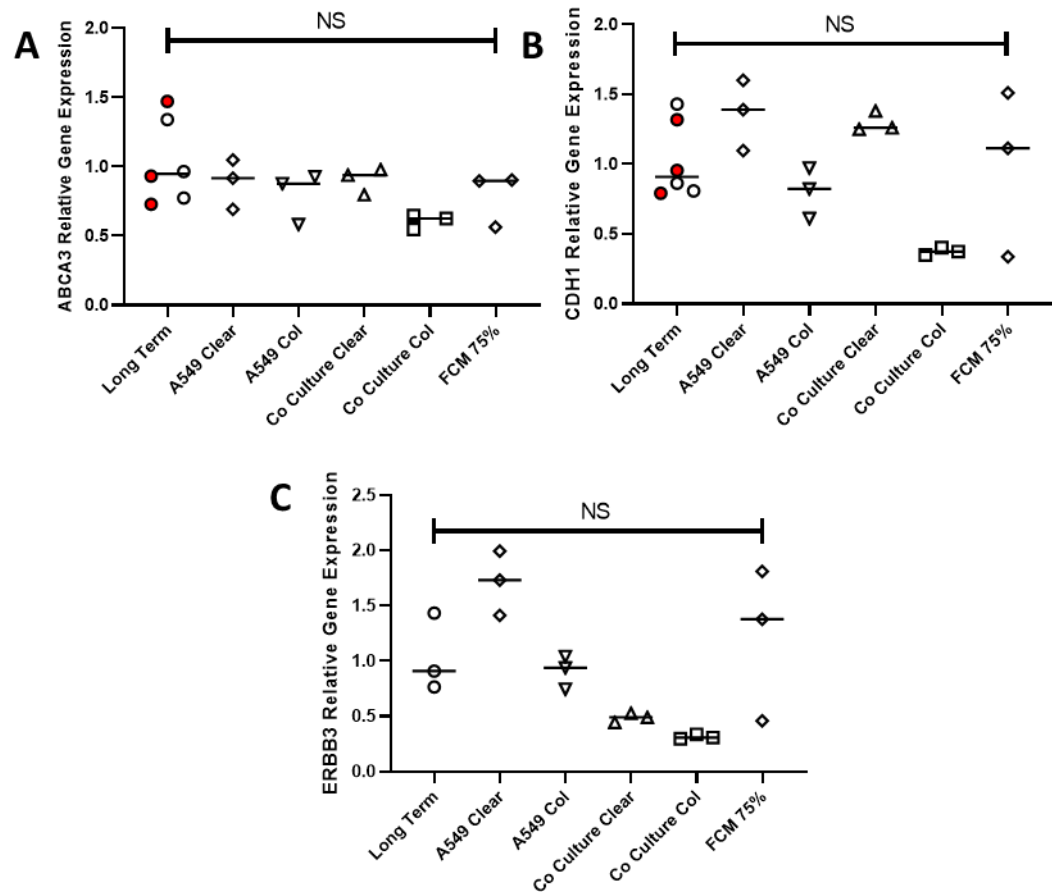 A
ABCA3 Relative Gene Expression
2.0
1.5
1.0
0.5
0.0
NS
Long Term
A549 Clear
A549 Col
Co Culture Clear
Co Culture Col
FCM 75%
B
CDH1 Relative Gene Expression
2.0
1.5
1.0
0.5
0.0
NS
Long Term
A549 Clear
A549 Col
Co Culture Clear
Co Culture Col
FCM 75%
C
ERBB3 Relative Gene Expression
2.5
2.0
1.5
1.0
0.5
0.0
NS
Long Term
A549 Clear
A549 Col
Co Culture Clear
Co Culture Col
FCM 75%